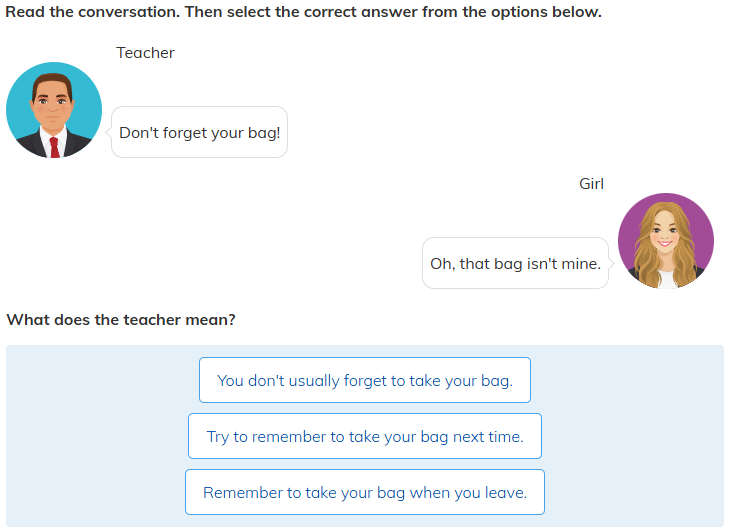 Read the conversation. Then select the correct answer from the options below.
Teacher
Don't forget your bag!
Girl
Oh, that bag isn't mine.
What does the teacher mean?
You don't usually forget to take your bag.
Try to remember to take your bag next time.
Remember to take your bag when you leave.